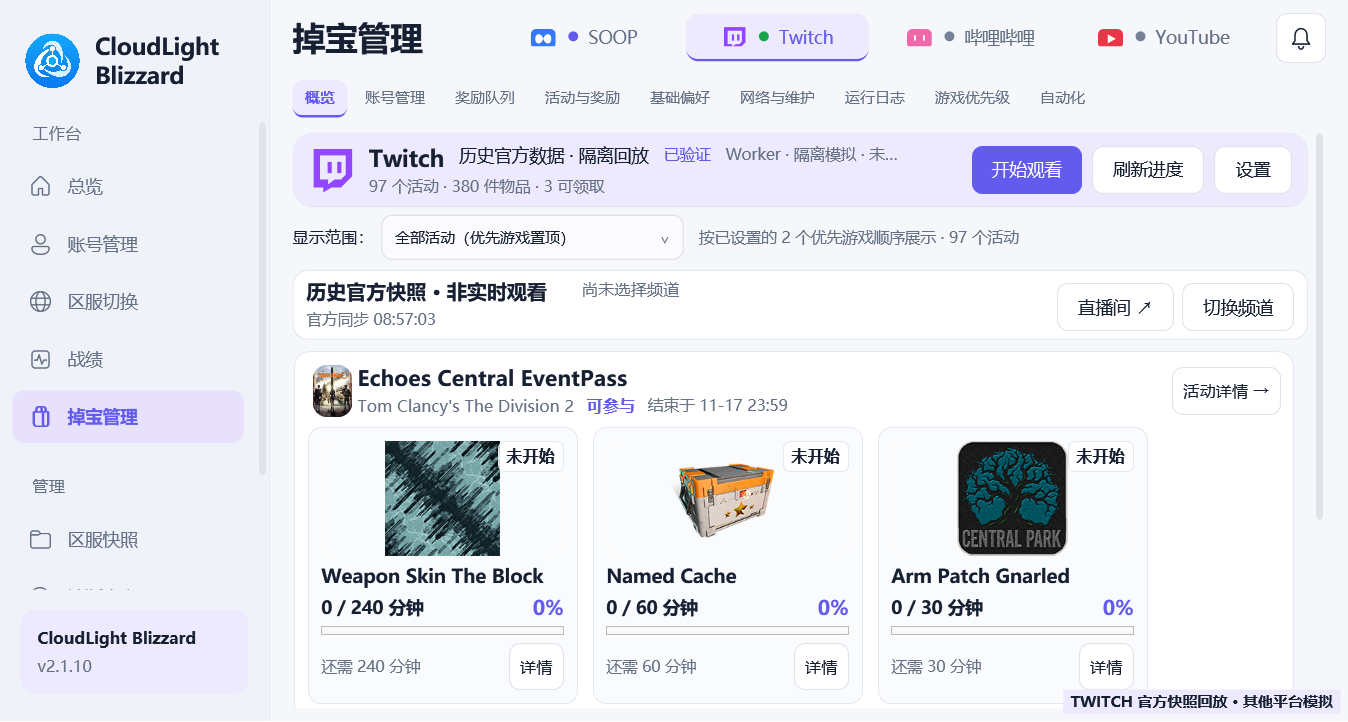 CloudLight
Blizzard
工作台
总览
账号管理
区服切换
战绩
掉宝管理
管理
区服快照
CloudLight Blizzard
v2.1.10
掉宝管理
SOOP
Twitch
哔哩哔哩
YouTube
概览 账号管理 奖励队列 活动与奖励 基础偏好 网络与维护 运行日志 游戏优先级 自动化
Twitch 历史官方数据 · 隔离回放 已验证 Worker · 隔离模拟 · 未...
97 个活动 · 380 件物品 · 3 可领取
开始观看 刷新进度 设置
显示范围： 全部活动（优先游戏置顶） 按已设置的 2 个优先游戏顺序展示 · 97 个活动
历史官方快照 • 非实时观看 尚未选择频道
官方同步 08:57:03
直播间 ↗ 切换频道
Echoes Central EventPass
Tom Clancy's The Division 2 可参与 结束于 11-17 23:59
活动详情 →
未开始
Weapon Skin The Block
0 / 240 分钟 0%
还需 240 分钟 详情
未开始
Named Cache
0 / 60 分钟 0%
还需 60 分钟 详情
未开始
CENTRAL PARK
Arm Patch Gnarled
0 / 30 分钟 0%
还需 30 分钟 详情
TWITCH 官方快照回放 • 其他平台模拟